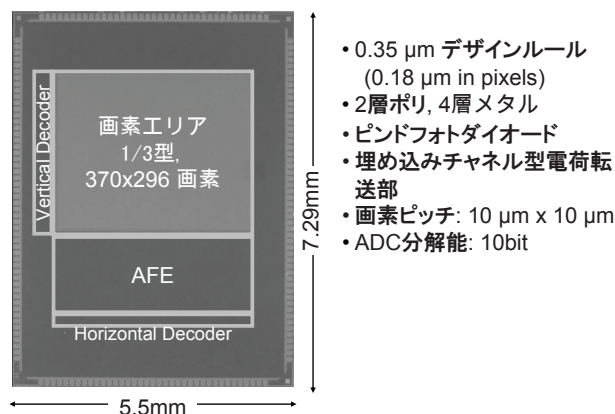 Vertical Decoder
画素エリア
1/3型,
370x296 画素
AFE
Horizontal Decoder
5.5mm
7.29mm
• 0.35 µm デザインルール
(0.18 µm in pixels)
• 2層ポリ, 4層メタル
• ピンドフォトダイオード
• 埋め込みチャネル型電荷転
送部
• 画素ピッチ: 10 µm x 10 µm
• ADC分解能: 10bit